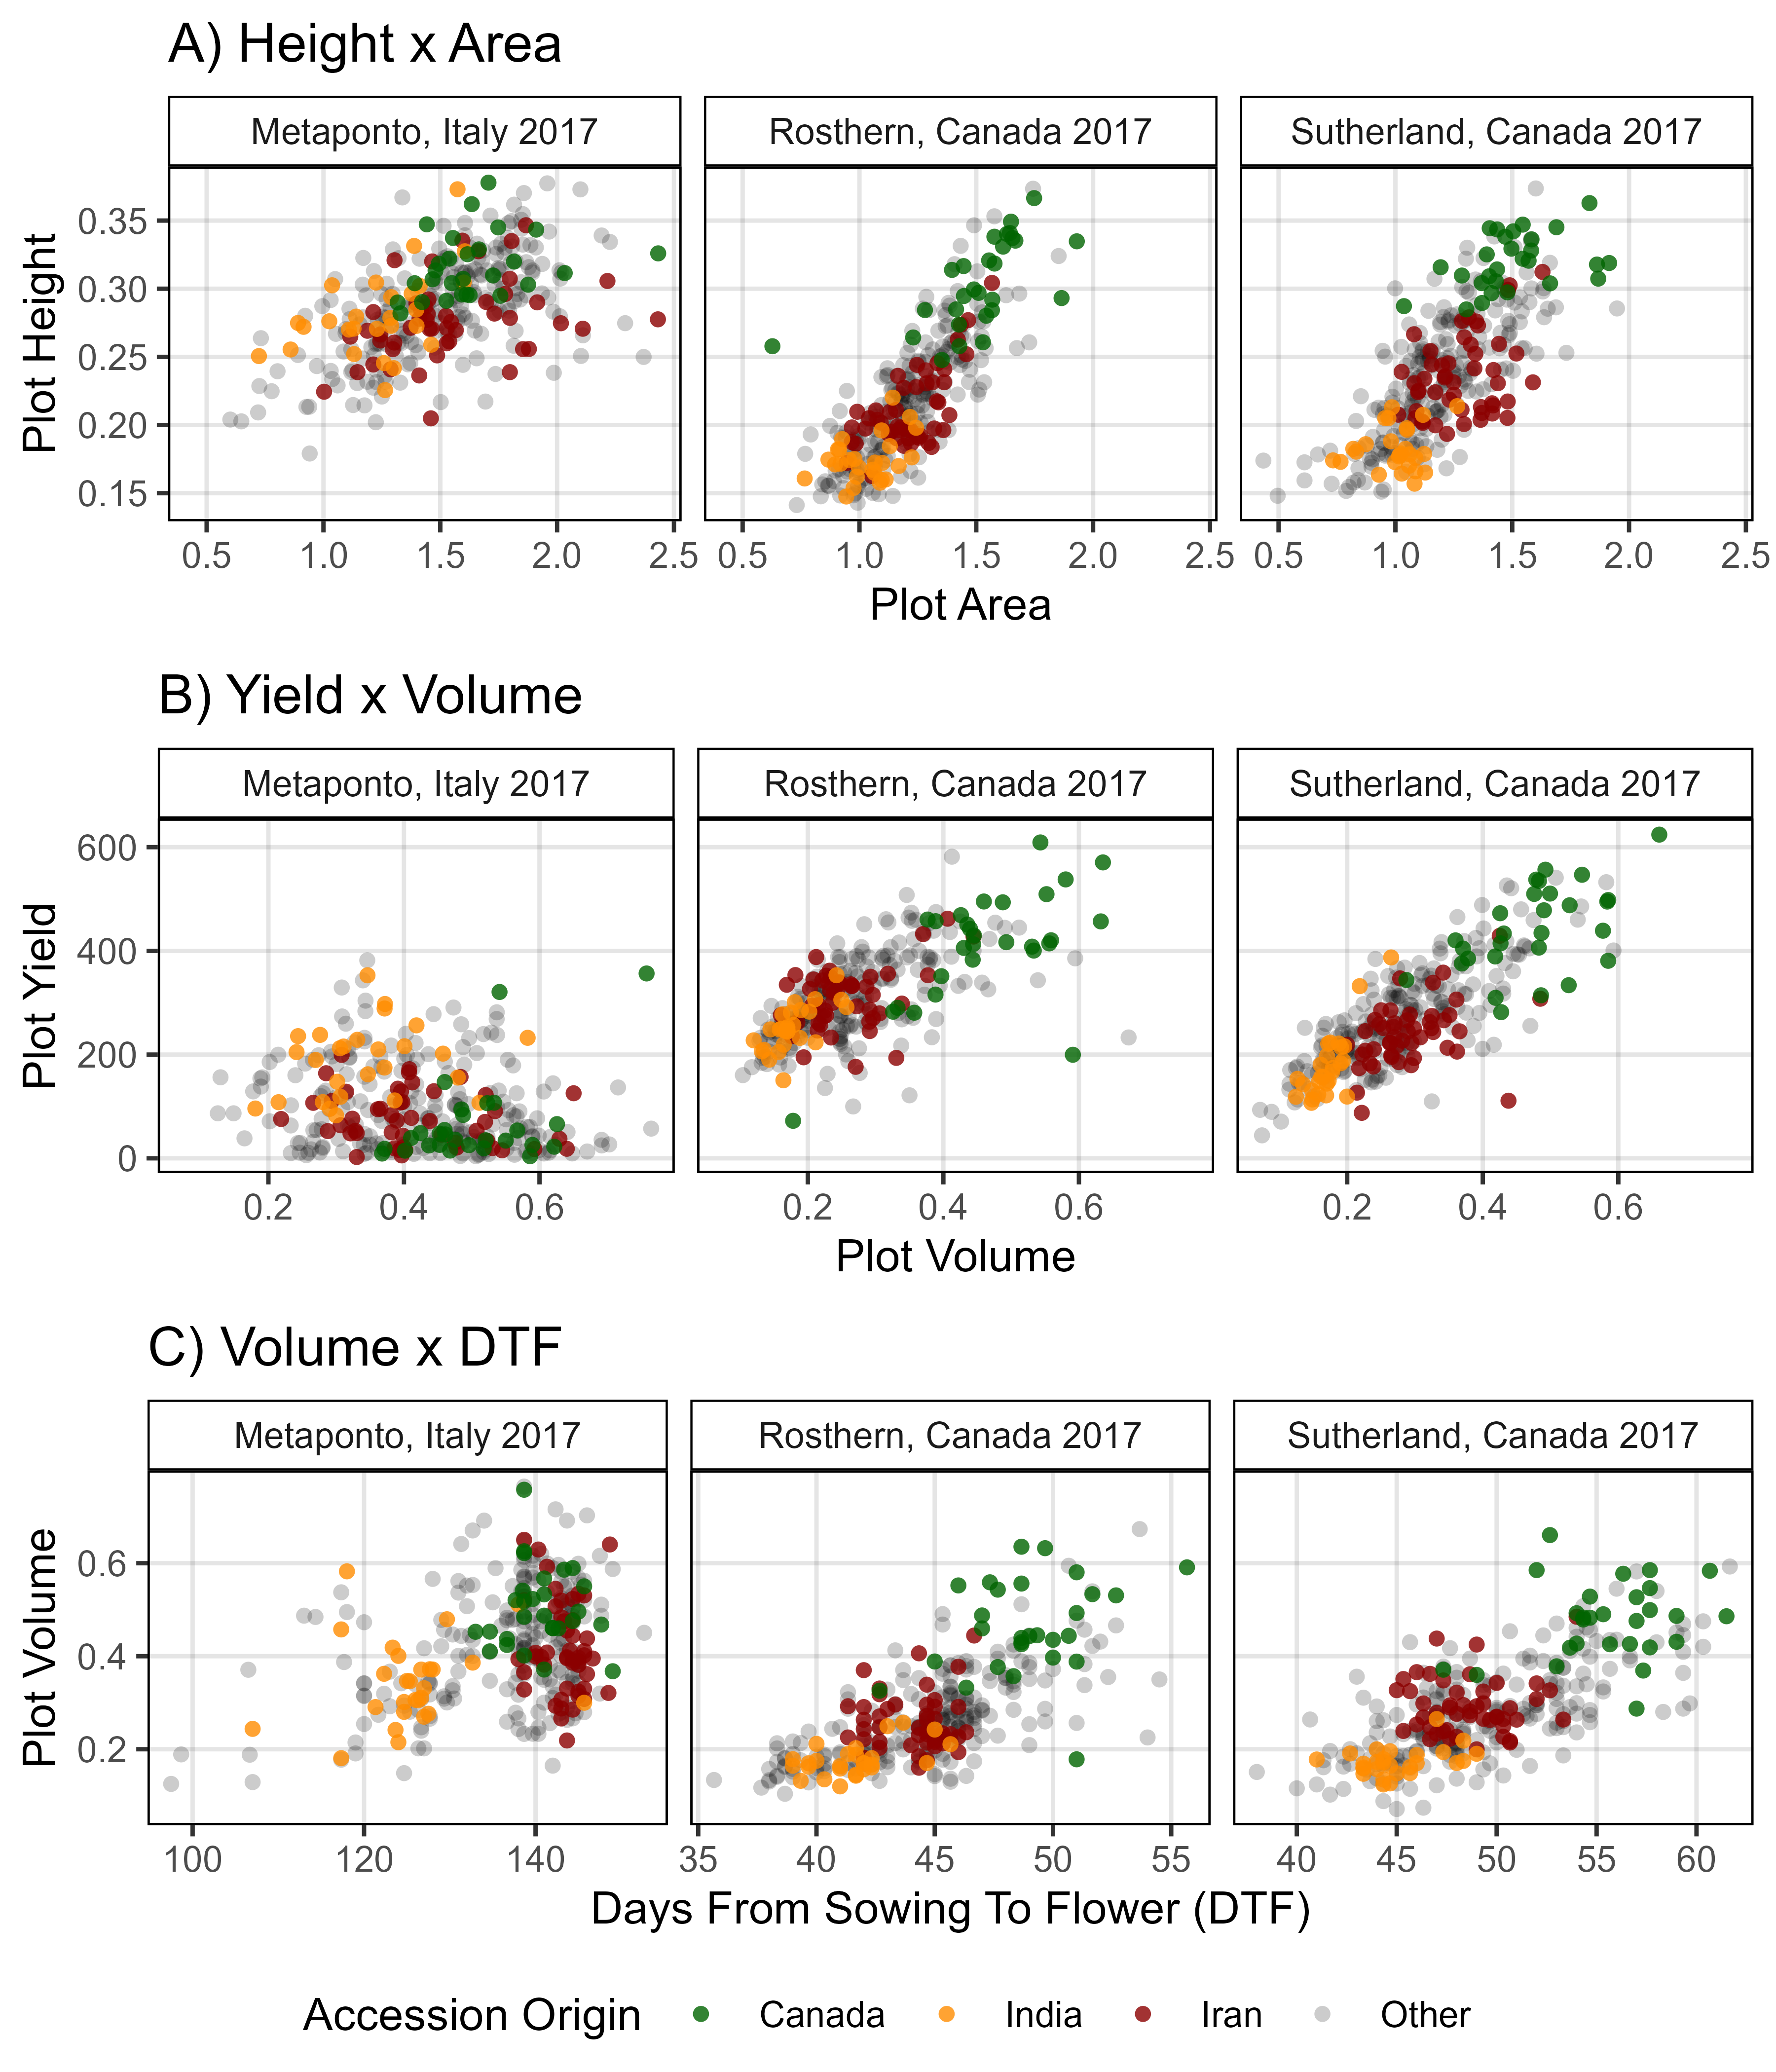 A) Height x Area
Metaponto, Italy 2017 Rosthern, Canada 2017 Sutherland, Canada 2017
Plot Height
0.35
0.30
0.25
0.20
0.15
0.5 1.0 1.5 2.0 2.5 0.5 1.0 1.5 2.0 2.5 0.5 1.0 1.5 2.0 2.5
Plot Area
B) Yield x Volume
Metaponto, Italy 2017 Rosthern, Canada 2017 Sutherland, Canada 2017
Plot Yield
600
400
200
0
0.2 0.4 0.6 0.2 0.4 0.6 0.2 0.4 0.6
Plot Volume
C) Volume x DTF
Metaponto, Italy 2017 Rosthern, Canada 2017 Sutherland, Canada 2017
Plot Volume
0.6
0.4
0.2
100 120 140 35 40 45 50 55 40 45 50 55 60
Days From Sowing To Flower (DTF)
Accession Origin Canada India Iran Other